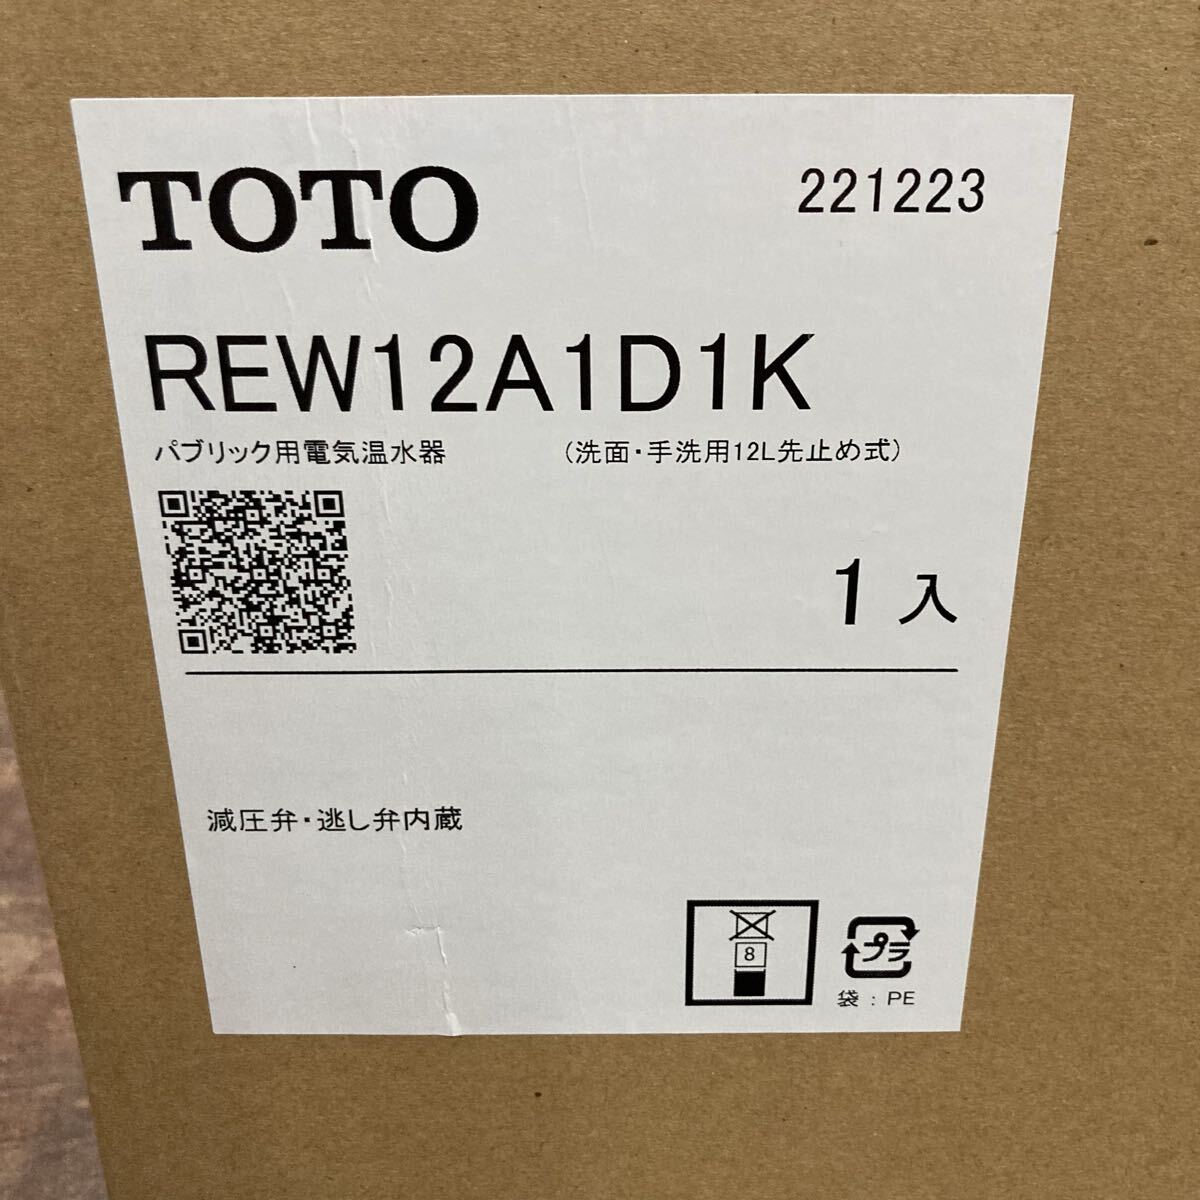 TOTO 221223
REW12A1D1K
パブリック用電気温水器 (洗面・手洗用12L先止め式)
1入
減圧弁・逃し弁内蔵
8
プラ
袋:PE